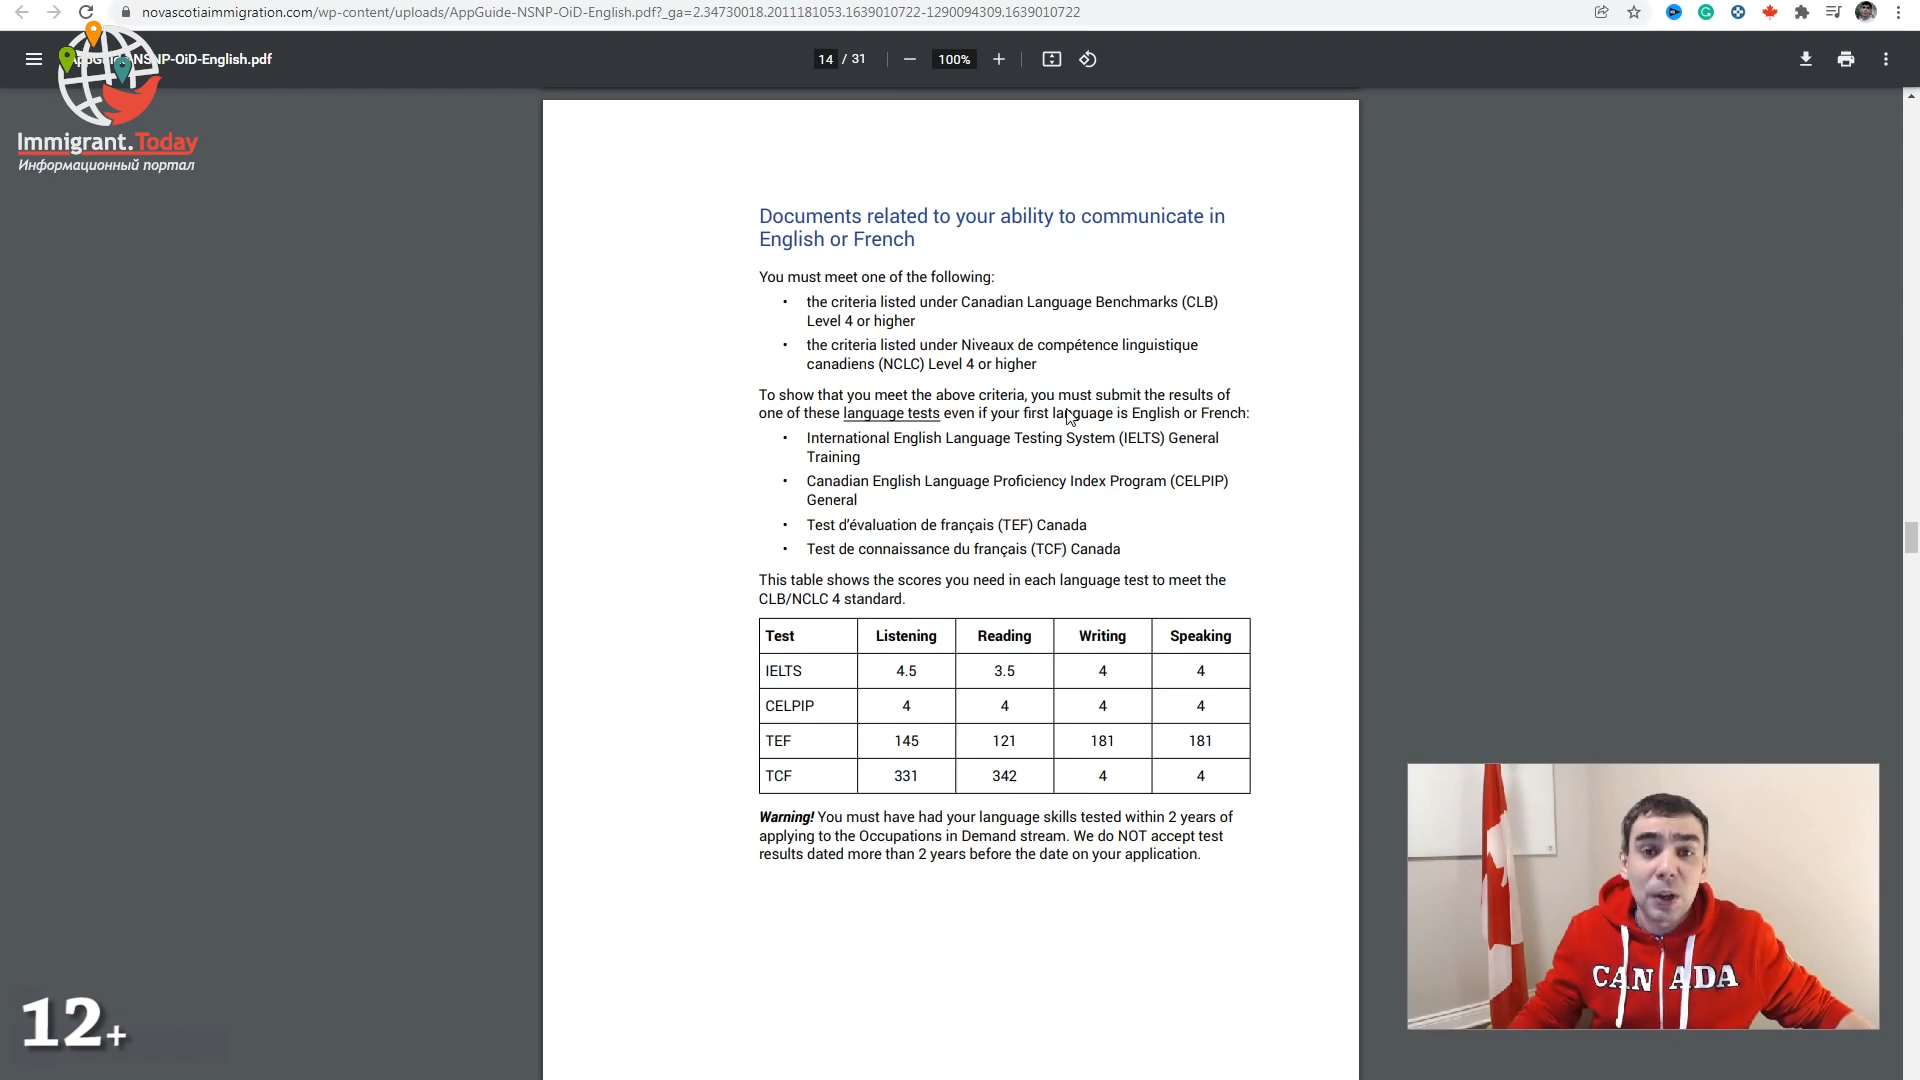 novascotiaimmigration.com/wp-content/uploads/AppGuide-NSNP-OiD-English.pdf?_ga=2.34730018.2011181053.1639010722-1290094309.1639010722
AppGuide-NSNP-OiD-English.pdf
14 / 31
100%
Immigrant.Today
Информационный портал
Documents related to your ability to communicate in
English or French
You must meet one of the following:
• the criteria listed under Canadian Language Benchmarks (CLB)
Level 4 or higher
• the criteria listed under Niveaux de compétence linguistique
canadiens (NCLC) Level 4 or higher
To show that you meet the above criteria, you must submit the results of
one of these language tests even if your first language is English or French:
• International English Language Testing System (IELTS) General
Training
• Canadian English Language Proficiency Index Program (CELPIP)
General
• Test d’évaluation de français (TEF) Canada
• Test de connaissance du français (TCF) Canada
This table shows the scores you need in each language test to meet the
CLB/NCLC 4 standard.
Test Listening Reading Writing Speaking
IELTS 4.5 3.5 4 4
CELPIP 4 4 4 4
TEF 145 121 181 181
TCF 331 342 4 4
Warning! You must have had your language skills tested within 2 years of
applying to the Occupations in Demand stream. We do NOT accept test
results dated more than 2 years before the date on your application.
CANADA
12+